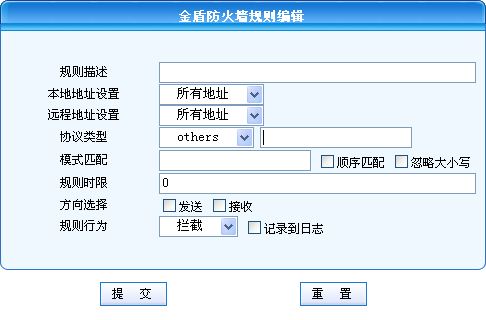 金盾防火墙规则编辑
规则描述
本地地址设置 所有地址
远程地址设置 所有地址
协议类型 others
模式匹配 顺序匹配 忽略大小写
规则时限 0
方向选择 发送 接收
规则行为 拦截 记录到日志
提 交 重 置